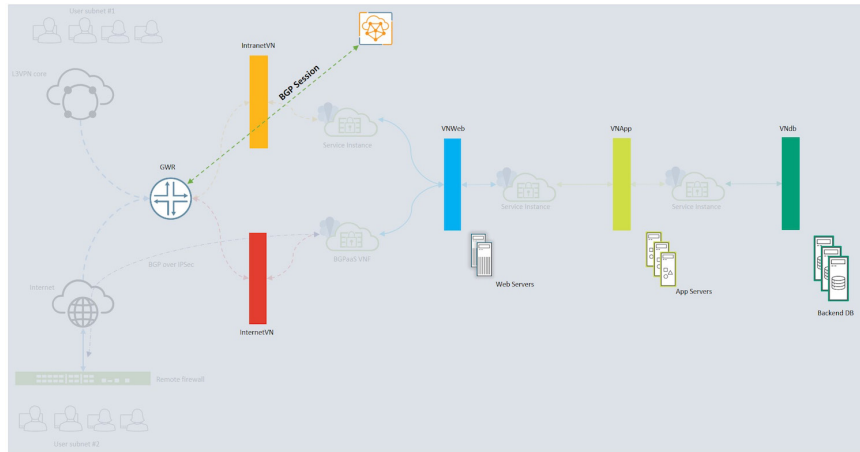 User subnet #1
L3VPN core
IntranetVN
BGP Session
Service Instance
GWR
VNWeb
VNApp
VNdb
Service Instance
Service Instance
BGPaaS VNF
BGP over IPSec
Internet
Web Servers
App Servers
Backend DB
InternetVN
Remote firewall
User subnet #2